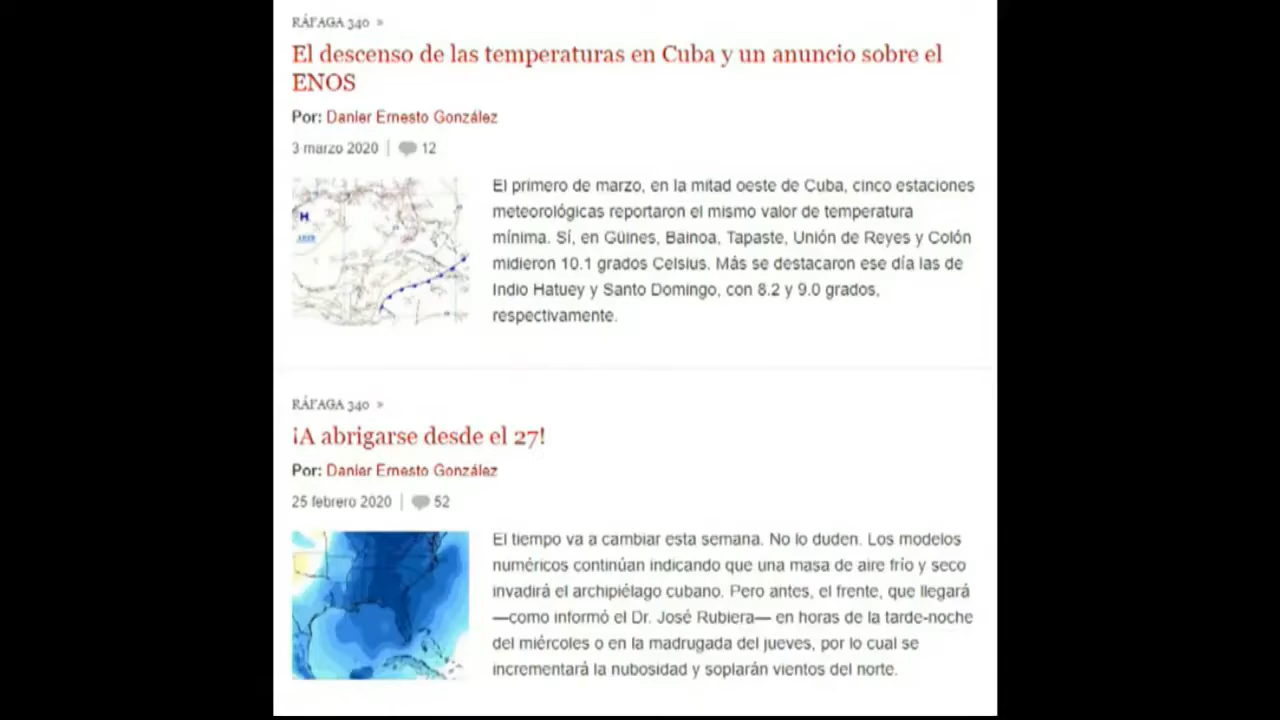 RÁFAGA 340 »
El descenso de las temperaturas en Cuba y un anuncio sobre el
ENOS
Por: Danier Ernesto González
3 marzo 2020 | 12
H
El primero de marzo, en la mitad oeste de Cuba, cinco estaciones
meteorológicas reportaron el mismo valor de temperatura
mínima. Sí, en Güines, Bainoa, Tapaste, Unión de Reyes y Colón
midieron 10.1 grados Celsius. Más se destacaron ese día las de
Indio Hatuey y Santo Domingo, con 8.2 y 9.0 grados,
respectivamente.
RÁFAGA 340 »
¡A abrigarse desde el 27!
Por: Danier Ernesto González
25 febrero 2020 | 52
El tiempo va a cambiar esta semana. No lo duden. Los modelos
numéricos continúan indicando que una masa de aire frío y seco
invadirá el archipiélago cubano. Pero antes, el frente, que llegará
—como informó el Dr. José Rubiera— en horas de la tarde-noche
del miércoles o en la madrugada del jueves, por lo cual se
incrementará la nubosidad y soplarán vientos del norte.